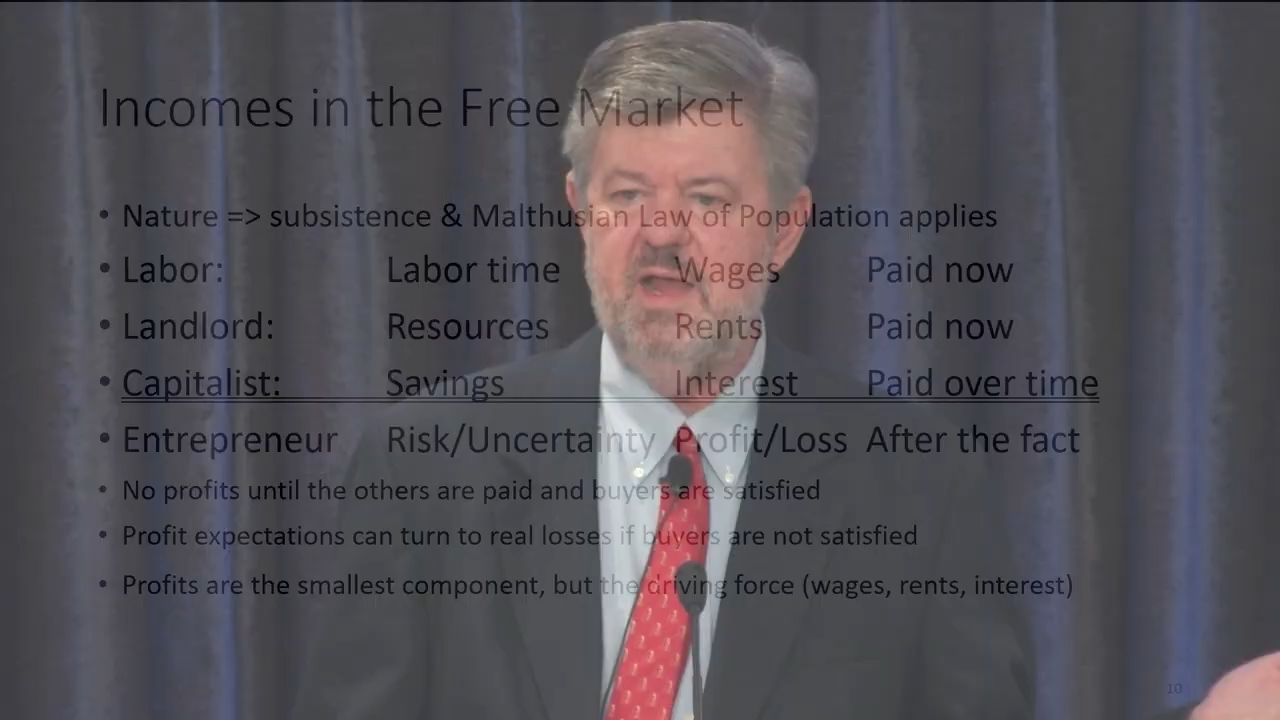 Incomes in the Free Market
• Nature => subsistence & Malthusian Law of Population applies
• Labor: Labor time Wages Paid now
• Landlord: Resources Rents Paid now
• Capitalist: Savings Interest Paid over time
• Entrepreneur Risk/Uncertainty Profit/Loss After the fact
• No profits until the others are paid and buyers are satisfied
• Profit expectations can turn to real losses if buyers are not satisfied
• Profits are the smallest component, but the driving force (wages, rents, interest)
10